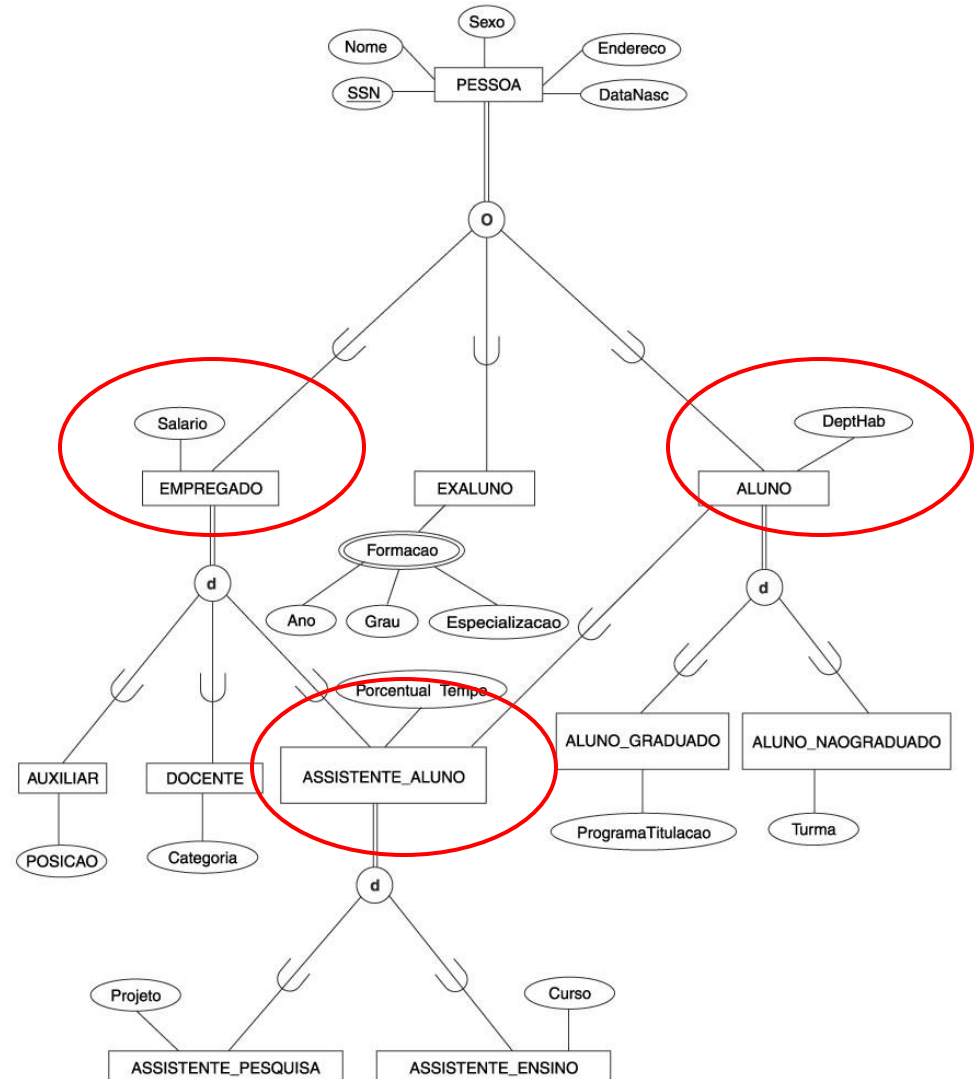 Sexo
Nome
Endereco
PESSOA
SSN
DataNasc
O
Salario
DeptHab
EMPREGADO
EXALUNO
ALUNO
Formacao
d
d
Ano
Grau
Especializacao
Porcentual Tempo
ALUNO_GRADUADO
ALUNO_NAOGRADUADO
AUXILIAR
DOCENTE
ASSISTENTE_ALUNO
ProgramaTitulacao
Turma
POSICAO
Categoria
d
Projeto
Curso
ASSISTENTE_PESQUISA
ASSISTENTE_ENSINO